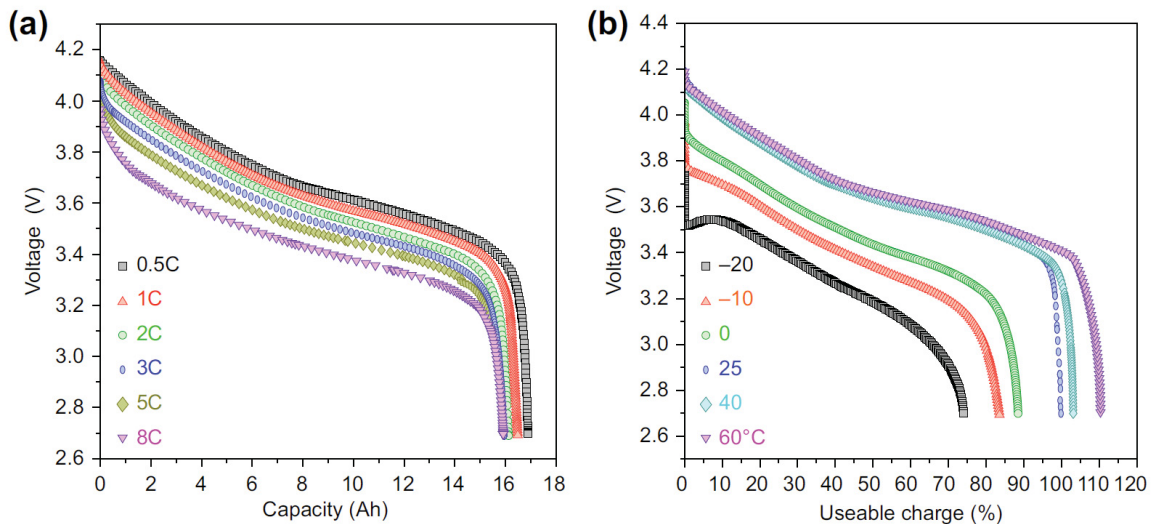 (a)
4.2
4.0
3.8
3.6
3.4
3.2
3.0
2.8
2.6
Voltage (V)
0.5C
1C
2C
3C
5C
8C
0 2 4 6 8 10 12 14 16 18
Capacity (Ah)
(b)
4.4
4.2
4.0
3.8
3.6
3.4
3.2
3.0
2.8
2.6
2.4
Voltage (V)
–20
–10
0
25
40
60°C
0 10 20 30 40 50 60 70 80 90 100 110 120
Useable charge (%)